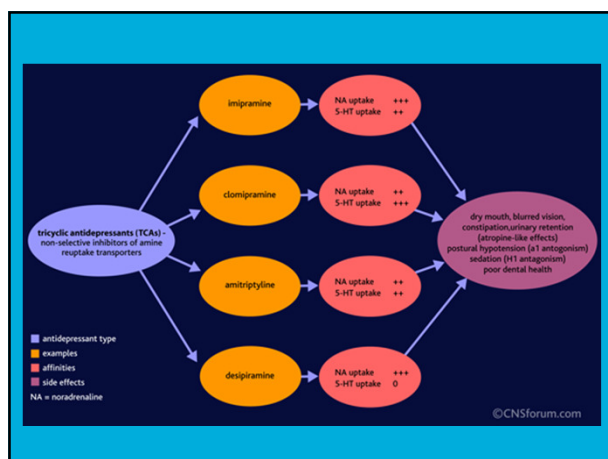 imipramine
NA uptake +++
5-HT uptake ++
clomipramine
NA uptake ++
5-HT uptake +++
tricyclic antidepressants (TCAs) -
non-selective inhibitors of amine
reuptake transporters
dry mouth, blurred vision,
constipation,urinary retention
(atropine-like effects)
postural hypotension (a1 antogonism)
sedation (H1 antagonism)
poor dental health
amitriptyline
NA uptake ++
5-HT uptake ++
desipiramine
NA uptake +++
5-HT uptake 0
antidepressant type
examples
affinities
side effects
NA = noradrenaline
©CNSforum.com